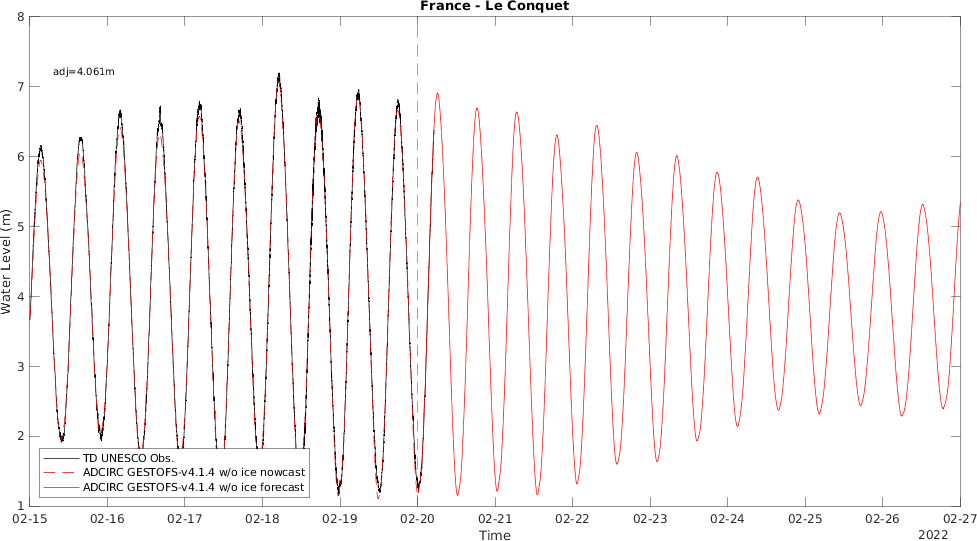 France - Le Conquet
adj=4.061m
Water Level (m)
8
7
6
5
4
3
2
1
TD UNESCO Obs.
ADCIRC GESTOFS-v4.1.4 w/o ice nowcast
ADCIRC GESTOFS-v4.1.4 w/o ice forecast
02-15 02-16 02-17 02-18 02-19 02-20 02-21 02-22 02-23 02-24 02-25 02-26 02-27
Time
2022